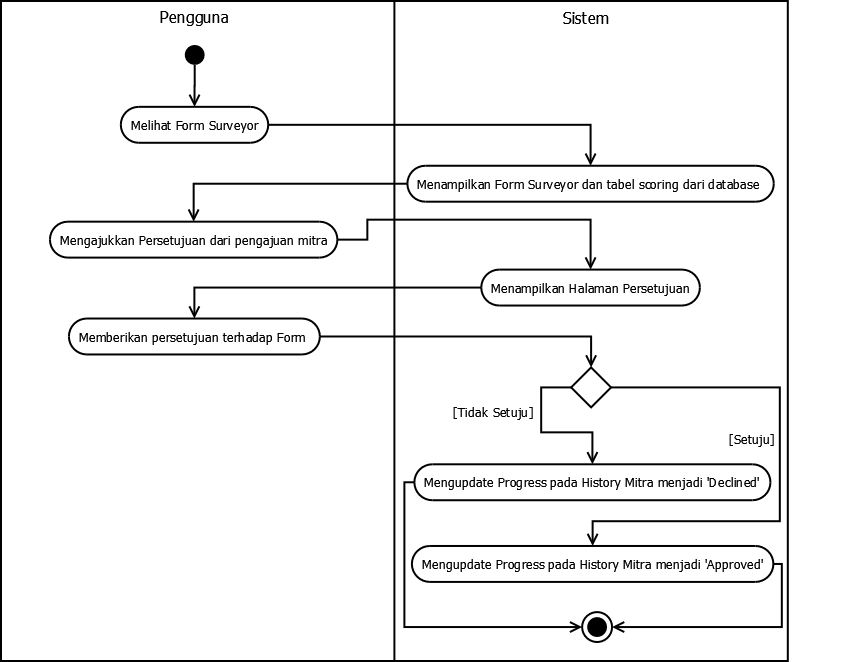 Pengguna
Sistem
Melihat Form Surveyor
Menampilkan Form Surveyor dan tabel scoring dari database
Mengajukkan Persetujuan dari pengajuan mitra
Menampilkan Halaman Persetujuan
Memberikan persetujuan terhadap Form
[Tidak Setuju]
[Setuju]
Mengupdate Progress pada History Mitra menjadi 'Declined'
Mengupdate Progress pada History Mitra menjadi 'Approved'